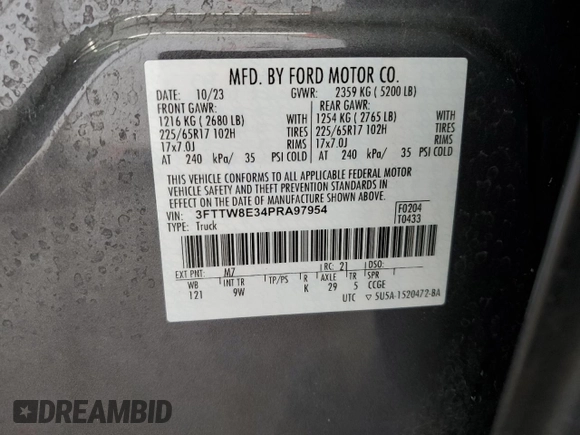 MFD. BY FORD MOTOR CO.
DATE: 10/23 GVWR: 2359 KG ( 5200 LB)
FRONT GAWR: REAR GAWR:
1216 KG ( 2680 LB) WITH 1254 KG ( 2765 LB) WITH
225/65R17 102H TIRES 225/65R17 102H TIRES
17x7.0J RIMS 17x7.0J RIMS
AT 240 kPa/ 35 PSI COLD AT 240 kPa/ 35 PSI COLD
THIS VEHICLE CONFORMS TO ALL APPLICABLE FEDERAL MOTOR
VEHICLE SAFETY AND THEFT PREVENTION STANDARDS IN
EFFECT ON THE DATE OF MANUFACTURE SHOWN ABOVE.
VIN: 3FTTW8E34PRA97954 F0204
TYPE: Truck T0433
EXT PNT: M7 RC: 21 DSO:
WB INT TR TP/PS R AXLE TR SPR
121 9W K 29 5 CCGE
UTC ▽ 5U5A-1520472-BA
DREAMBID